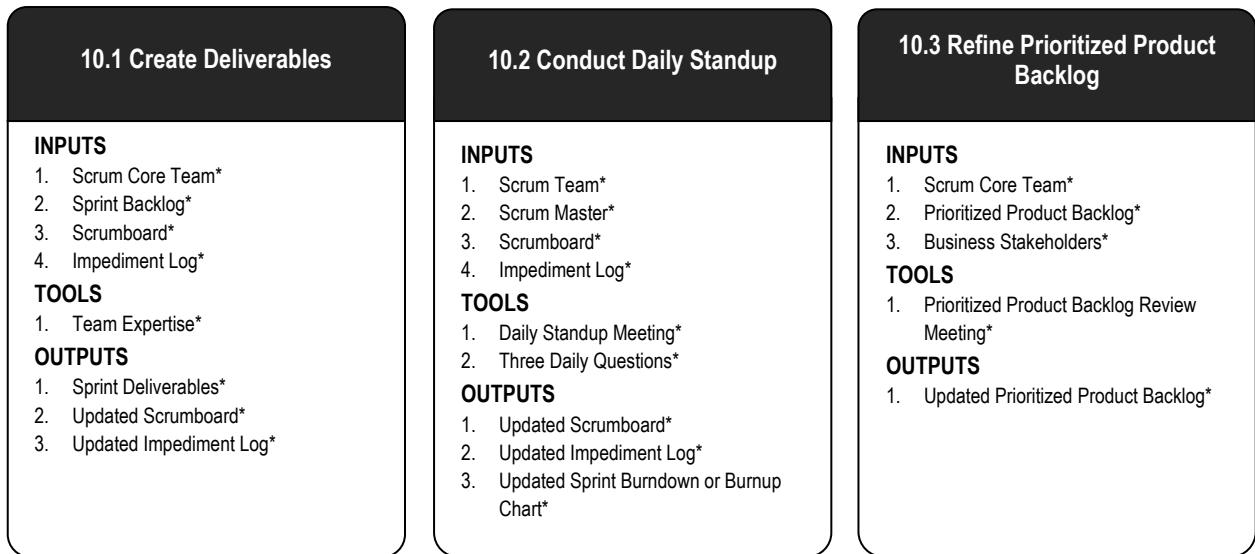 10.1 Create Deliverables
INPUTS
1. Scrum Core Team*
2. Sprint Backlog*
3. Scrumboard*
4. Impediment Log*
TOOLS
1. Team Expertise*
OUTPUTS
1. Sprint Deliverables*
2. Updated Scrumboard*
3. Updated Impediment Log*
10.2 Conduct Daily Standup
INPUTS
1. Scrum Team*
2. Scrum Master*
3. Scrumboard*
4. Impediment Log*
TOOLS
1. Daily Standup Meeting*
2. Three Daily Questions*
OUTPUTS
1. Updated Scrumboard*
2. Updated Impediment Log*
3. Updated Sprint Burndown or Burnup
Chart*
10.3 Refine Prioritized Product
Backlog
INPUTS
1. Scrum Core Team*
2. Prioritized Product Backlog*
3. Business Stakeholders*
TOOLS
1. Prioritized Product Backlog Review
Meeting*
OUTPUTS
1. Updated Prioritized Product Backlog*